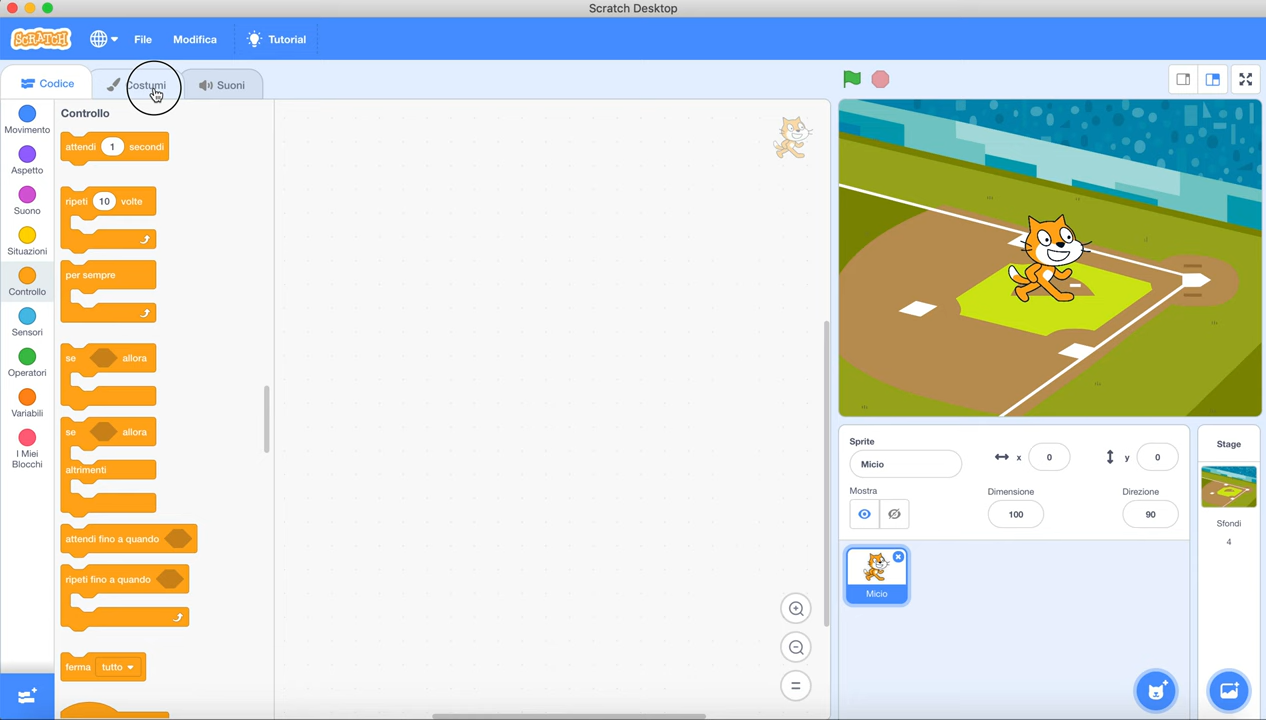 Scratch Desktop
SCRATCH File Modifica Tutorial
Codice Costumi Suoni
Movimento
Aspetto
Suono
Situazioni
Controllo
Sensori
Operatori
Variabili
I Miei
Blocchi
Controllo
attendi 1 secondi
ripeti 10 volte
per sempre
se allora
se allora
altrimenti
attendi fino a quando
ripeti fino a quando
ferma tutto
Sprite
Micio
x 0
y 0
Mostra
Dimensione
100
Direzione
90
Micio
Stage
Sfondi
4